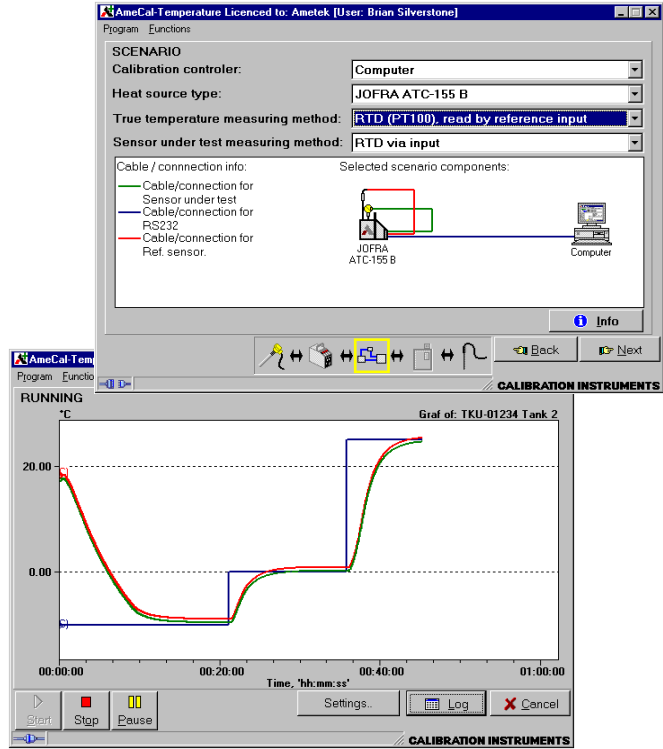 AmeCal-Temperature Licenced to: Ametek [User: Brian Silverstone]
Program Functions
SCENARIO
Calibration controler: Computer
Heat source type: JOFRA ATC-155 B
True temperature measuring method: RTD (PT100), read by reference input
Sensor under test measuring method: RTD via input
Cable / connnection info: Selected scenario components:
Cable/connection for
Sensor under test
Cable/connection for
RS232
Cable/connection for
Ref. sensor.
JOFRA
ATC-155 B
Computer
Info
Back Next
CALIBRATION INSTRUMENTS
AmeCal-Tem
Program Functio
RUNNING
°C Graf of: TKU-01234 Tank 2
20.00
0.00
00:00:00 00:20:00 00:40:00 01:00:00
Time, 'hh:mm:ss'
Start Stop Pause Settings.. Log Cancel
CALIBRATION INSTRUMENTS